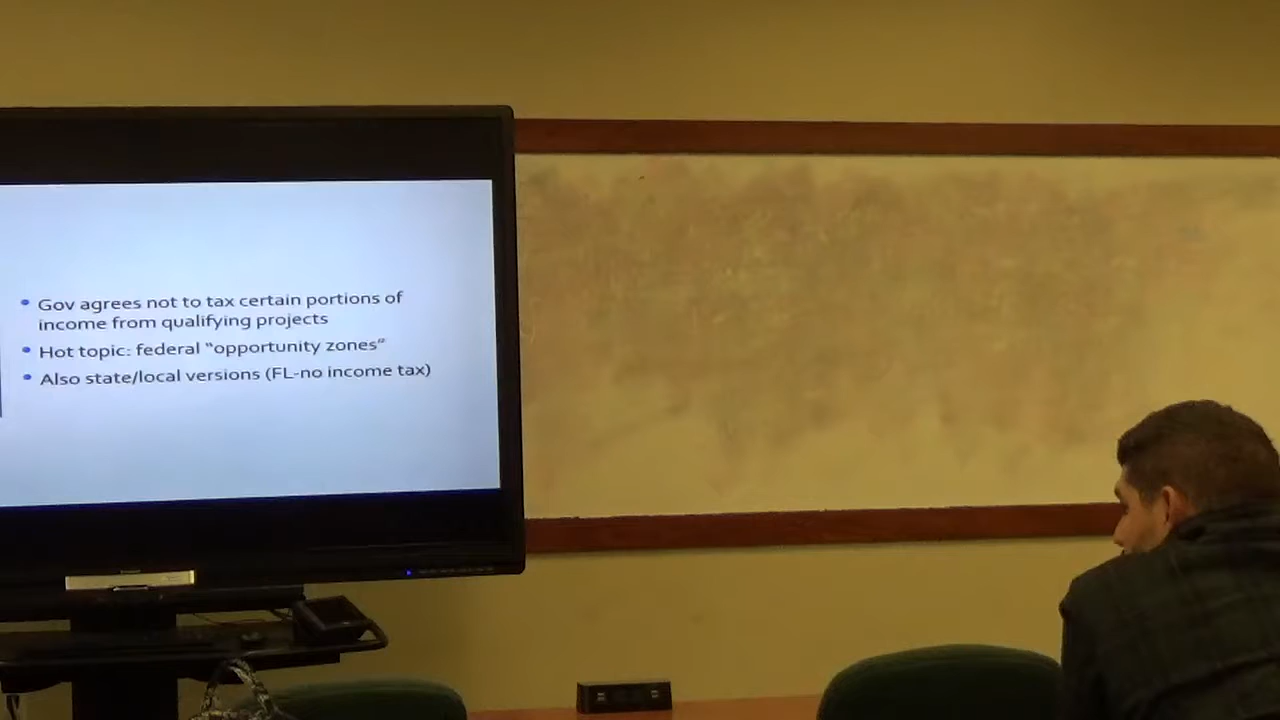 • Gov agrees not to tax certain portions of
income from qualifying projects
• Hot topic: federal "opportunity zones"
• Also state/local versions (FL-no income tax)